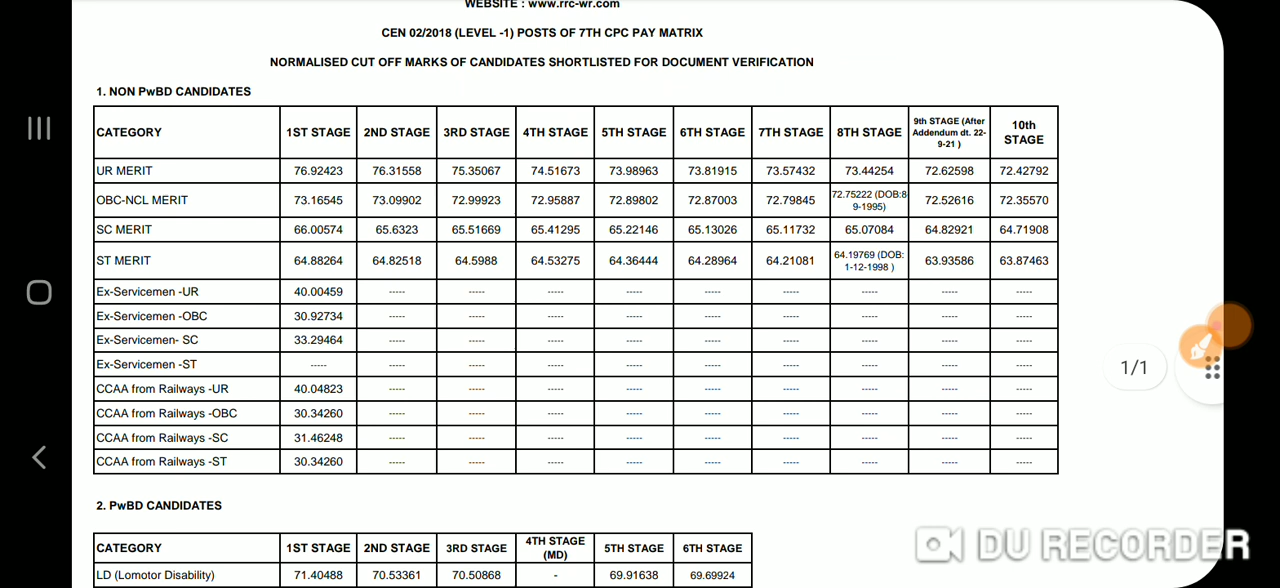 WEBSITE : www.rrc-wr.com
CEN 02/2018 (LEVEL -1) POSTS OF 7TH CPC PAY MATRIX
NORMALISED CUT OFF MARKS OF CANDIDATES SHORTLISTED FOR DOCUMENT VERIFICATION
1. NON PwBD CANDIDATES
CATEGORY 1ST STAGE 2ND STAGE 3RD STAGE 4TH STAGE 5TH STAGE 6TH STAGE 7TH STAGE 8TH STAGE 9th STAGE (After Addendum dt. 22-9-21 ) 10th STAGE
UR MERIT 76.92423 76.31558 75.35067 74.51673 73.98963 73.81915 73.57432 73.44254 72.62598 72.42792
OBC-NCL MERIT 73.16545 73.09902 72.99923 72.95887 72.89802 72.87003 72.79845 72.75222 (DOB:8-9-1995) 72.52616 72.35570
SC MERIT 66.00574 65.6323 65.51669 65.41295 65.22146 65.13026 65.11732 65.07084 64.82921 64.71908
ST MERIT 64.88264 64.82518 64.5988 64.53275 64.36444 64.28964 64.21081 64.19769 (DOB: 1-12-1998 ) 63.93586 63.87463
Ex-Servicemen -UR 40.00459 ----- ----- ----- ----- ----- ----- ----- ----- -----
Ex-Servicemen -OBC 30.92734 ----- ----- ----- ----- ----- ----- ----- ----- -----
Ex-Servicemen- SC 33.29464 ----- ----- ----- ----- ----- ----- ----- ----- -----
Ex-Servicemen -ST ----- ----- ----- ----- ----- ----- ----- ----- ----- -----
CCAA from Railways -UR 40.04823 ----- ----- ----- ----- ----- ----- ----- ----- -----
CCAA from Railways -OBC 30.34260 ----- ----- ----- ----- ----- ----- ----- ----- -----
CCAA from Railways -SC 31.46248 ----- ----- ----- ----- ----- ----- ----- ----- -----
CCAA from Railways -ST 30.34260 ----- ----- ----- ----- ----- ----- ----- ----- -----
1/1
2. PwBD CANDIDATES
CATEGORY 1ST STAGE 2ND STAGE 3RD STAGE 4TH STAGE (MD) 5TH STAGE 6TH STAGE
LD (Lomotor Disability) 71.40488 70.53361 70.50868 - 69.91638 69.69924
DU RECORDER